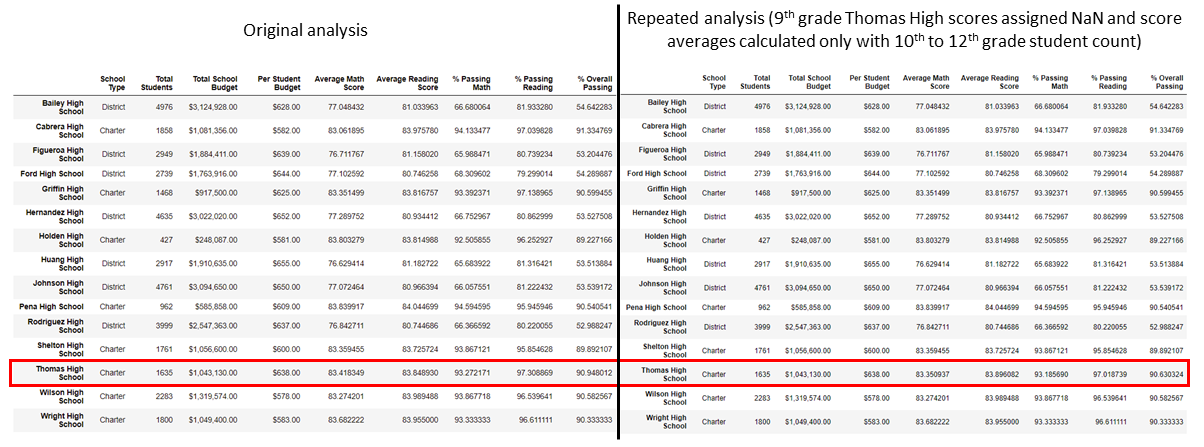 Original analysis
Repeated analysis (9th grade Thomas High scores assigned NaN and score
averages calculated only with 10th to 12th grade student count)
School Type Total Students Total School Budget Per Student Budget Average Math Score Average Reading Score % Passing Math % Passing Reading % Overall Passing
Bailey High School District 4976 $3,124,928.00 $628.00 77.048432 81.033963 66.680064 81.933280 54.642283
Cabrera High School Charter 1858 $1,081,356.00 $582.00 83.061895 83.975780 94.133477 97.039828 91.334769
Figueroa High School District 2949 $1,884,411.00 $639.00 76.711767 81.158020 65.988471 80.739234 53.204476
Ford High School District 2739 $1,763,916.00 $644.00 77.102592 80.746258 68.309602 79.299014 54.289887
Griffin High School Charter 1468 $917,500.00 $625.00 83.351499 83.816757 93.392371 97.138965 90.599455
Hernandez High School District 4635 $3,022,020.00 $652.00 77.289752 80.934412 66.752967 80.862999 53.527508
Holden High School Charter 427 $248,087.00 $581.00 83.803279 83.814988 92.505855 96.252927 89.227166
Huang High School District 2917 $1,910,635.00 $655.00 76.629414 81.182722 65.683922 81.316421 53.513884
Johnson High School District 4761 $3,094,650.00 $650.00 77.072464 80.966394 66.057551 81.222432 53.539172
Pena High School Charter 962 $585,858.00 $609.00 83.839917 84.044699 94.594595 95.945946 90.540541
Rodriguez High School District 3999 $2,547,363.00 $637.00 76.842711 80.744686 66.366592 80.220055 52.988247
Shelton High School Charter 1761 $1,056,600.00 $600.00 83.359455 83.725724 93.867121 95.854628 89.892107
Thomas High School Charter 1635 $1,043,130.00 $638.00 83.418349 83.848930 93.272171 97.308869 90.948012
Wilson High School Charter 2283 $1,319,574.00 $578.00 83.274201 83.989488 93.867718 96.539641 90.582567
Wright High School Charter 1800 $1,049,400.00 $583.00 83.682222 83.955000 93.333333 96.611111 90.333333
School Type Total Students Total School Budget Per Student Budget Average Math Score Average Reading Score % Passing Math % Passing Reading % Overall Passing
Bailey High School District 4976 $3,124,928.00 $628.00 77.048432 81.033963 66.680064 81.933280 54.642283
Cabrera High School Charter 1858 $1,081,356.00 $582.00 83.061895 83.975780 94.133477 97.039828 91.334769
Figueroa High School District 2949 $1,884,411.00 $639.00 76.711767 81.158020 65.988471 80.739234 53.204476
Ford High School District 2739 $1,763,916.00 $644.00 77.102592 80.746258 68.309602 79.299014 54.289887
Griffin High School Charter 1468 $917,500.00 $625.00 83.351499 83.816757 93.392371 97.138965 90.599455
Hernandez High School District 4635 $3,022,020.00 $652.00 77.289752 80.934412 66.752967 80.862999 53.527508
Holden High School Charter 427 $248,087.00 $581.00 83.803279 83.814988 92.505855 96.252927 89.227166
Huang High School District 2917 $1,910,635.00 $655.00 76.629414 81.182722 65.683922 81.316421 53.513884
Johnson High School District 4761 $3,094,650.00 $650.00 77.072464 80.966394 66.057551 81.222432 53.539172
Pena High School Charter 962 $585,858.00 $609.00 83.839917 84.044699 94.594595 95.945946 90.540541
Rodriguez High School District 3999 $2,547,363.00 $637.00 76.842711 80.744686 66.366592 80.220055 52.988247
Shelton High School Charter 1761 $1,056,600.00 $600.00 83.359455 83.725724 93.867121 95.854628 89.892107
Thomas High School Charter 1635 $1,043,130.00 $638.00 83.350937 83.896082 93.185690 97.018739 90.630324
Wilson High School Charter 2283 $1,319,574.00 $578.00 83.274201 83.989488 93.867718 96.539641 90.582567
Wright High School Charter 1800 $1,049,400.00 $583.00 83.682222 83.955000 93.333333 96.611111 90.333333